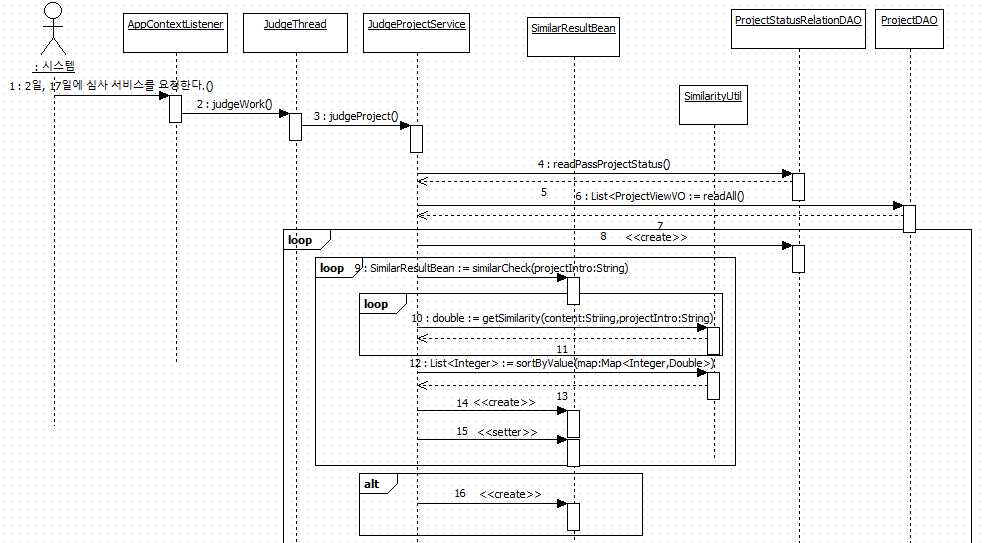 AppContextListener
JudgeThread
JudgeProjectService
SimilarResultBean
ProjectStatusRelationDAO
ProjectDAO
: 시스템
1 : 2일, 17일에 심사 서비스를 요청한다.()
SimilarityUtil
2 : judgeWork()
3 : judgeProject()
4 : readPassProjectStatus()
5
6 : List<ProjectViewVO := readAll()
7
loop
8 <<create>>
loop
9 : SimilarResultBean := similarCheck(projectIntro:String)
loop
10 : double := getSimilarity(content:Striing,projectIntro:String)
11
12 : List<Integer> := sortByValue(map:Map<Integer,Double>)
13
14 <<create>>
15 <<setter>>
alt
16 <<create>>